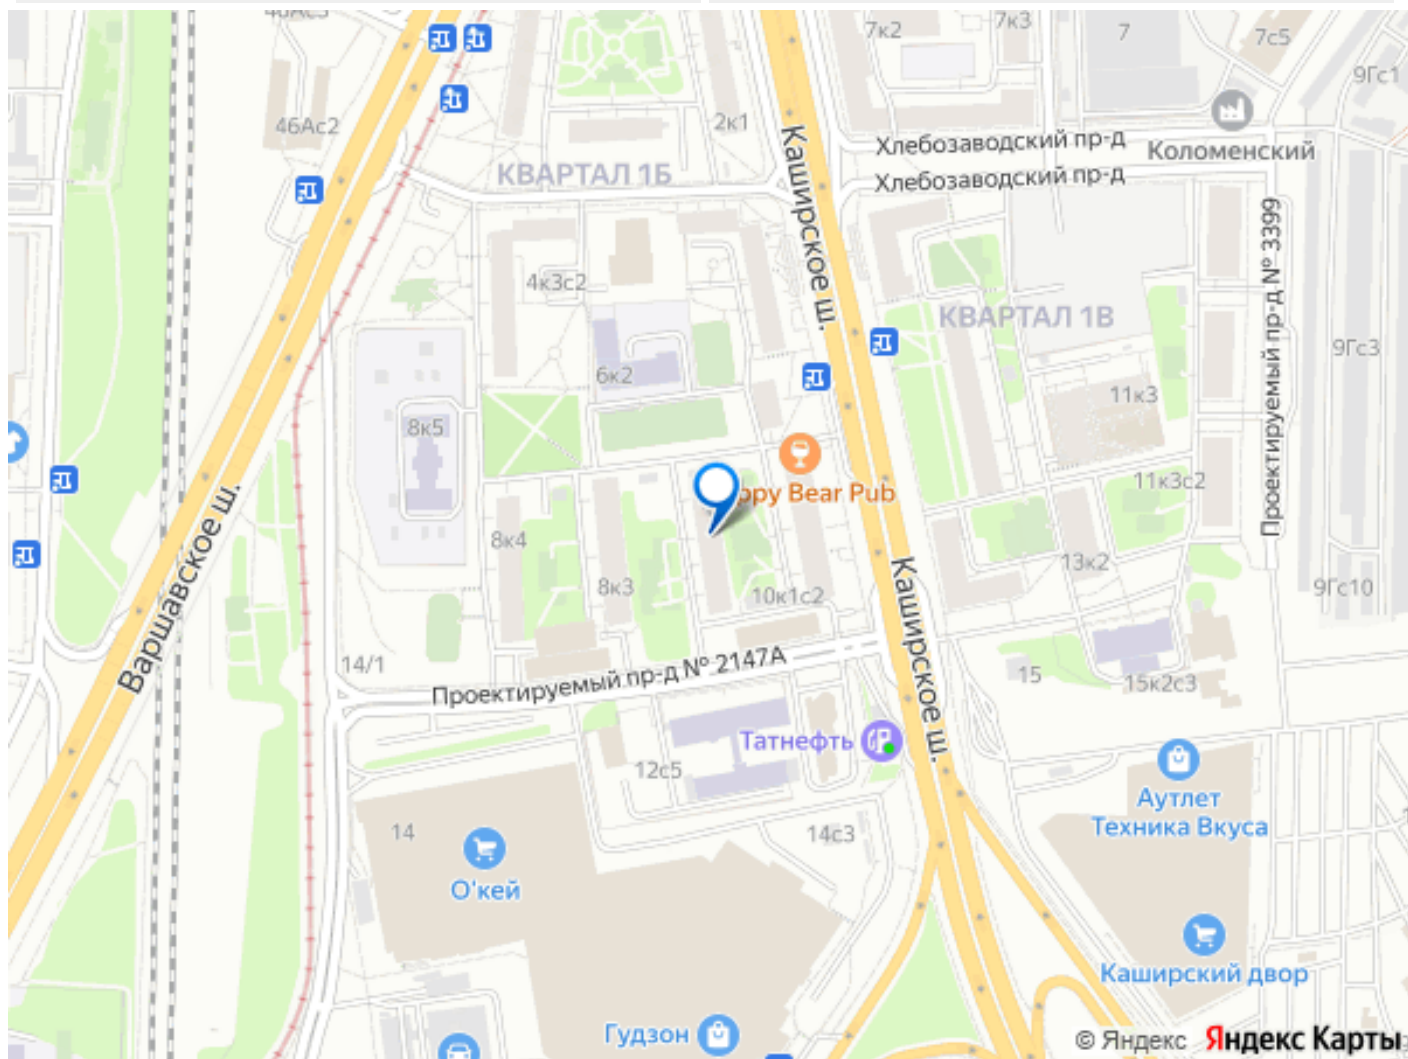 46Ас3
7к2
7к3
7
7с5
9Гс1
46Ас2
2к1
Каширское ш.
Хлебозаводский пр-д
Коломенский
Хлебозаводский пр-д
КВАРТАЛ 1Б
Проектируемый пр-д № 3399
4к3с2
КВАРТАЛ 1В
9Гс3
6к2
11к3
8к5
Варшавское ш.
ppy Bear Pub
11к3с2
8к4
8к3
10к1с2
Каширское ш.
13к2
9Гс10
14/1
Проектируемый пр-д № 2147А
15
15к2с3
Татнефть
12с5
Аутлет
Техника Вкуса
14
14с3
О'кей
Каширский двор
Гудзон
© Яндекс Яндекс Карты